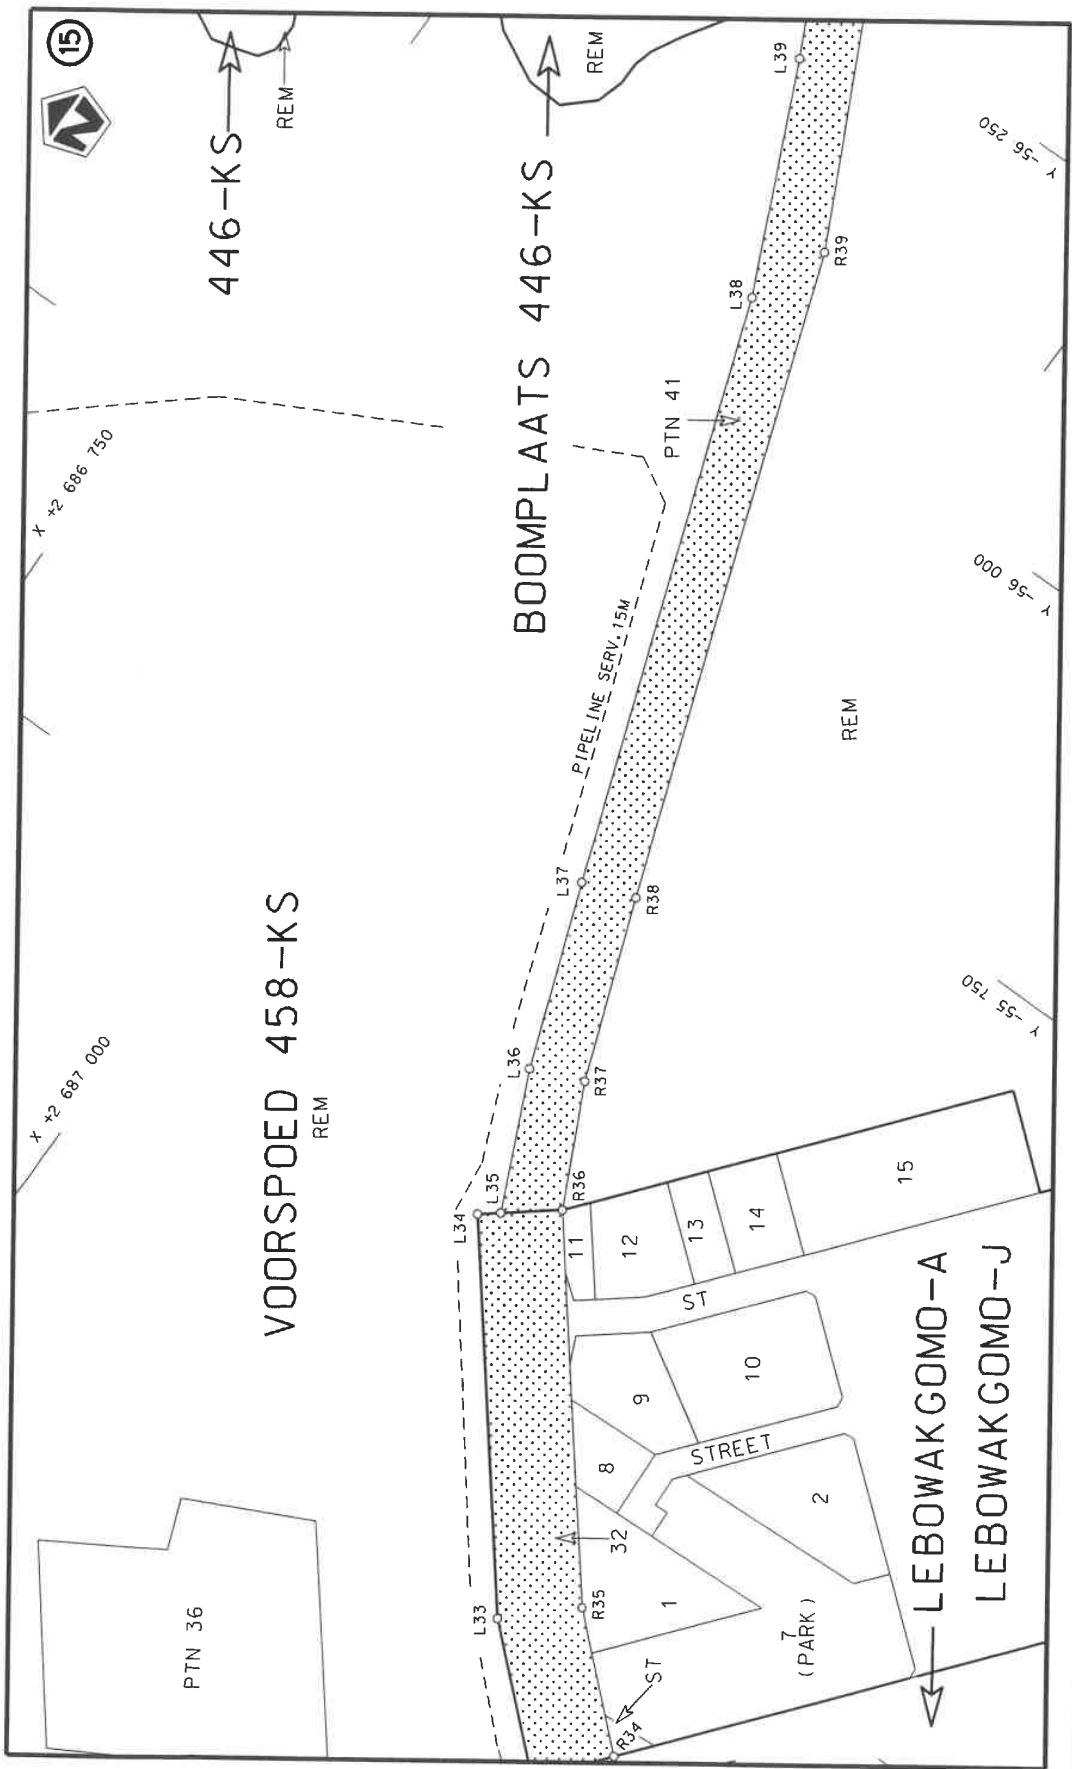 15
446-KS
REM
BOOMPLAATS 446-KS
REM
L39
Y -56 250
R39
L38
PTN 41
X +2 686 750
PIPELINE SERV. 15M
Y -56 000
REM
L37
R38
VOORSPOED 458-KS
REM
X +2 687 000
Y -55 750
L36
R37
L35
L34
R36
11
12
13
14
15
ST
9
10
8
STREET
2
32
L33
R35
1
7
(PARK)
PTN 36
ST
R34
LEBOWAKGOMO-A
LEBOWAKGOMO-J